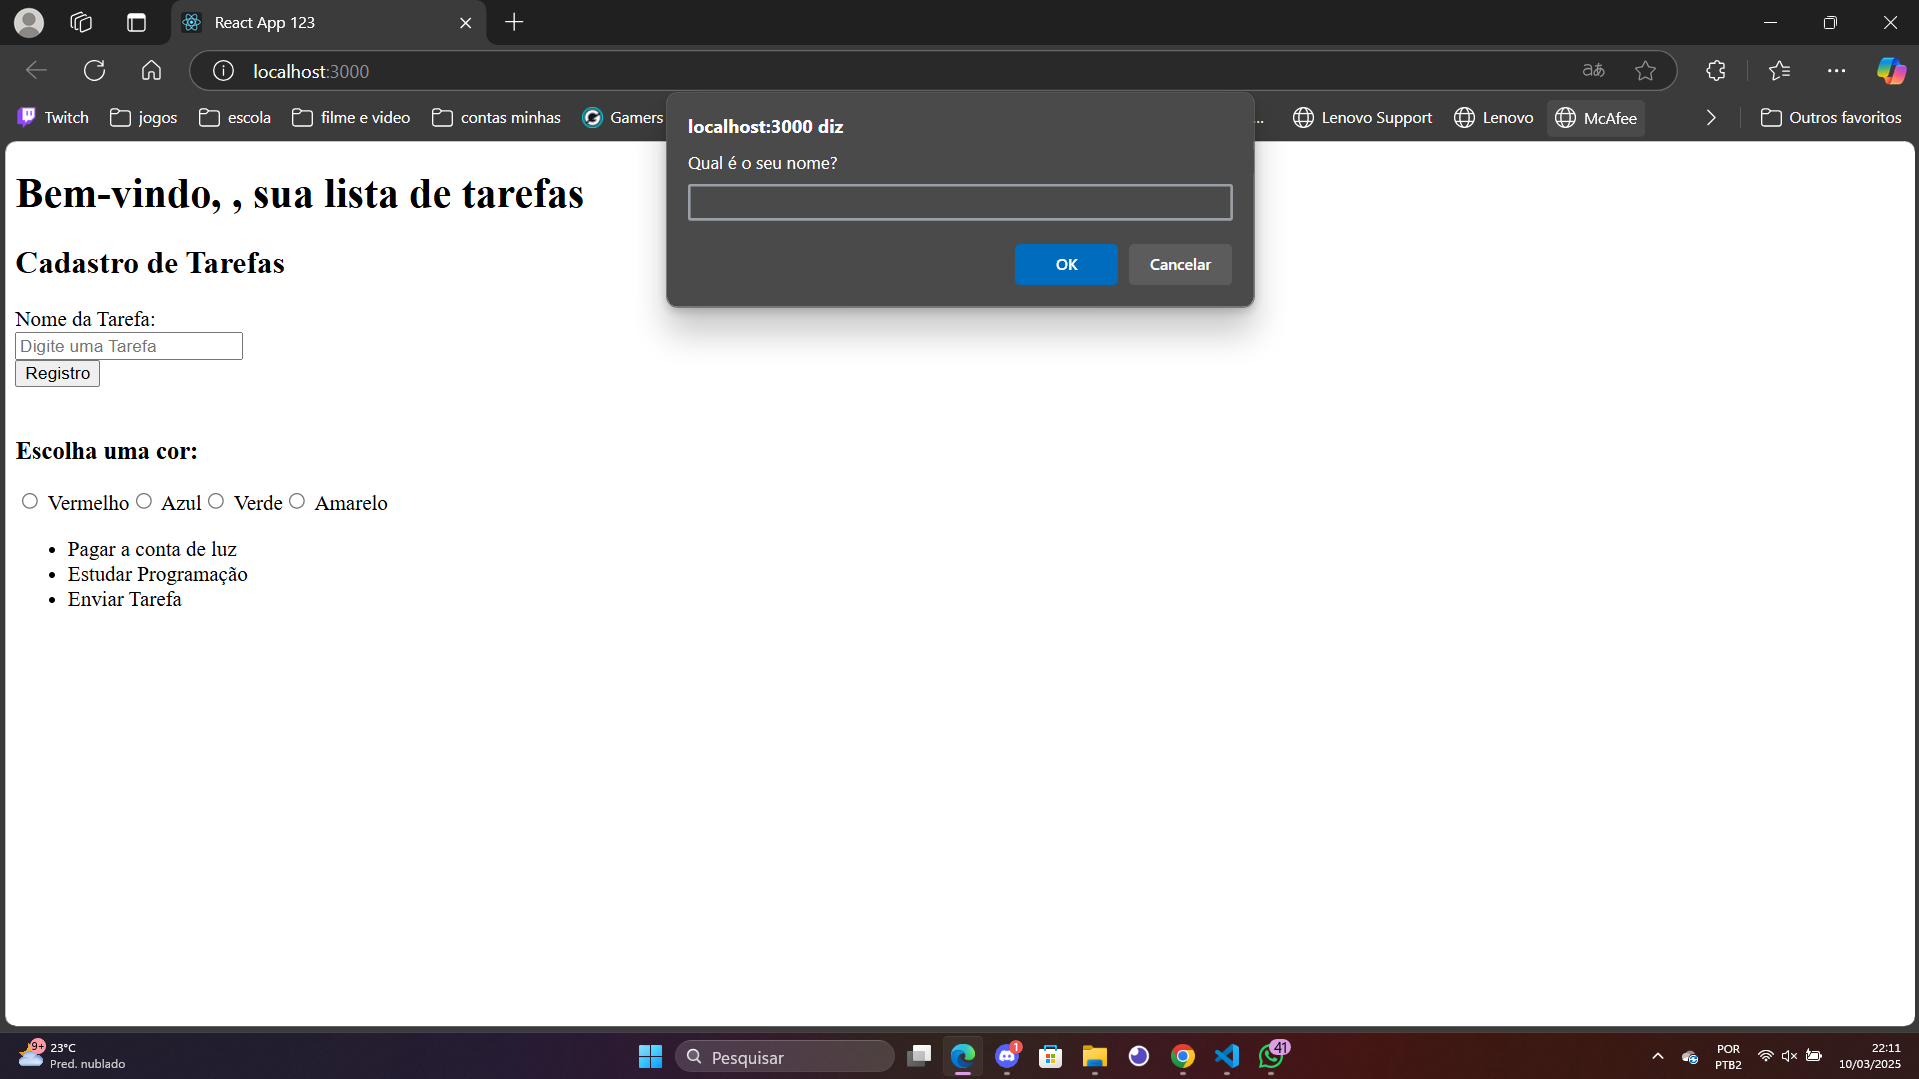 React App 123
localhost:3000
aあ
Twitch
jogos
escola
filme e video
contas minhas
Gamers
...
Lenovo Support
Lenovo
McAfee
Outros favoritos
localhost:3000 diz
Qual é o seu nome?
OK
Cancelar
Bem-vindo, , sua lista de tarefas
Cadastro de Tarefas
Nome da Tarefa:
Digite uma Tarefa
Registro
Escolha uma cor:
Vermelho Azul Verde Amarelo
• Pagar a conta de luz
• Estudar Programação
• Enviar Tarefa
9+
23°C
Pred. nublado
Pesquisar
1
41
POR
PTB2
22:11
10/03/2025